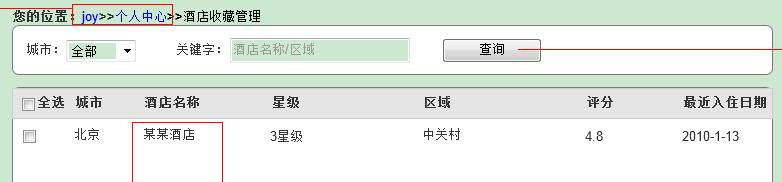 您的位置：joy>>个人中心>>酒店收藏管理
城市：全部 关键字：酒店名称/区域 查询
全选 城市 酒店名称 星级 区域 评分 最近入住日期
北京 某某酒店 3星级 中关村 4.8 2010-1-13